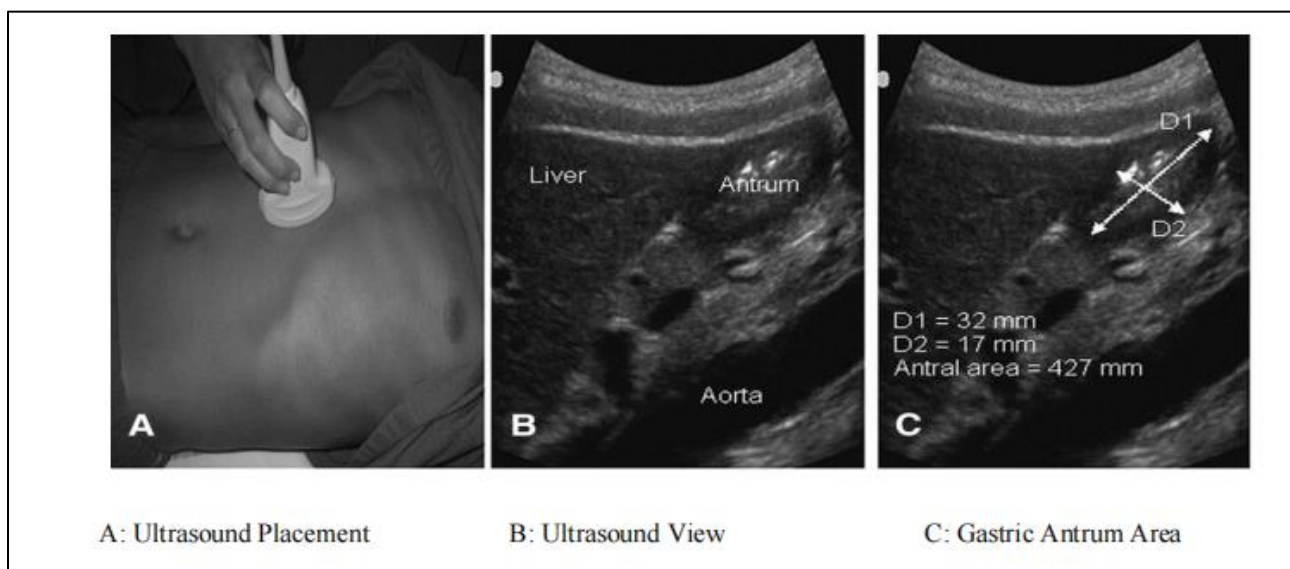 A
Liver
Antrum
Aorta
B
D1
D2
D1 = 32 mm
D2 = 17 mm
Antral area = 427 mm
C
A: Ultrasound Placement
B: Ultrasound View
C: Gastric Antrum Area